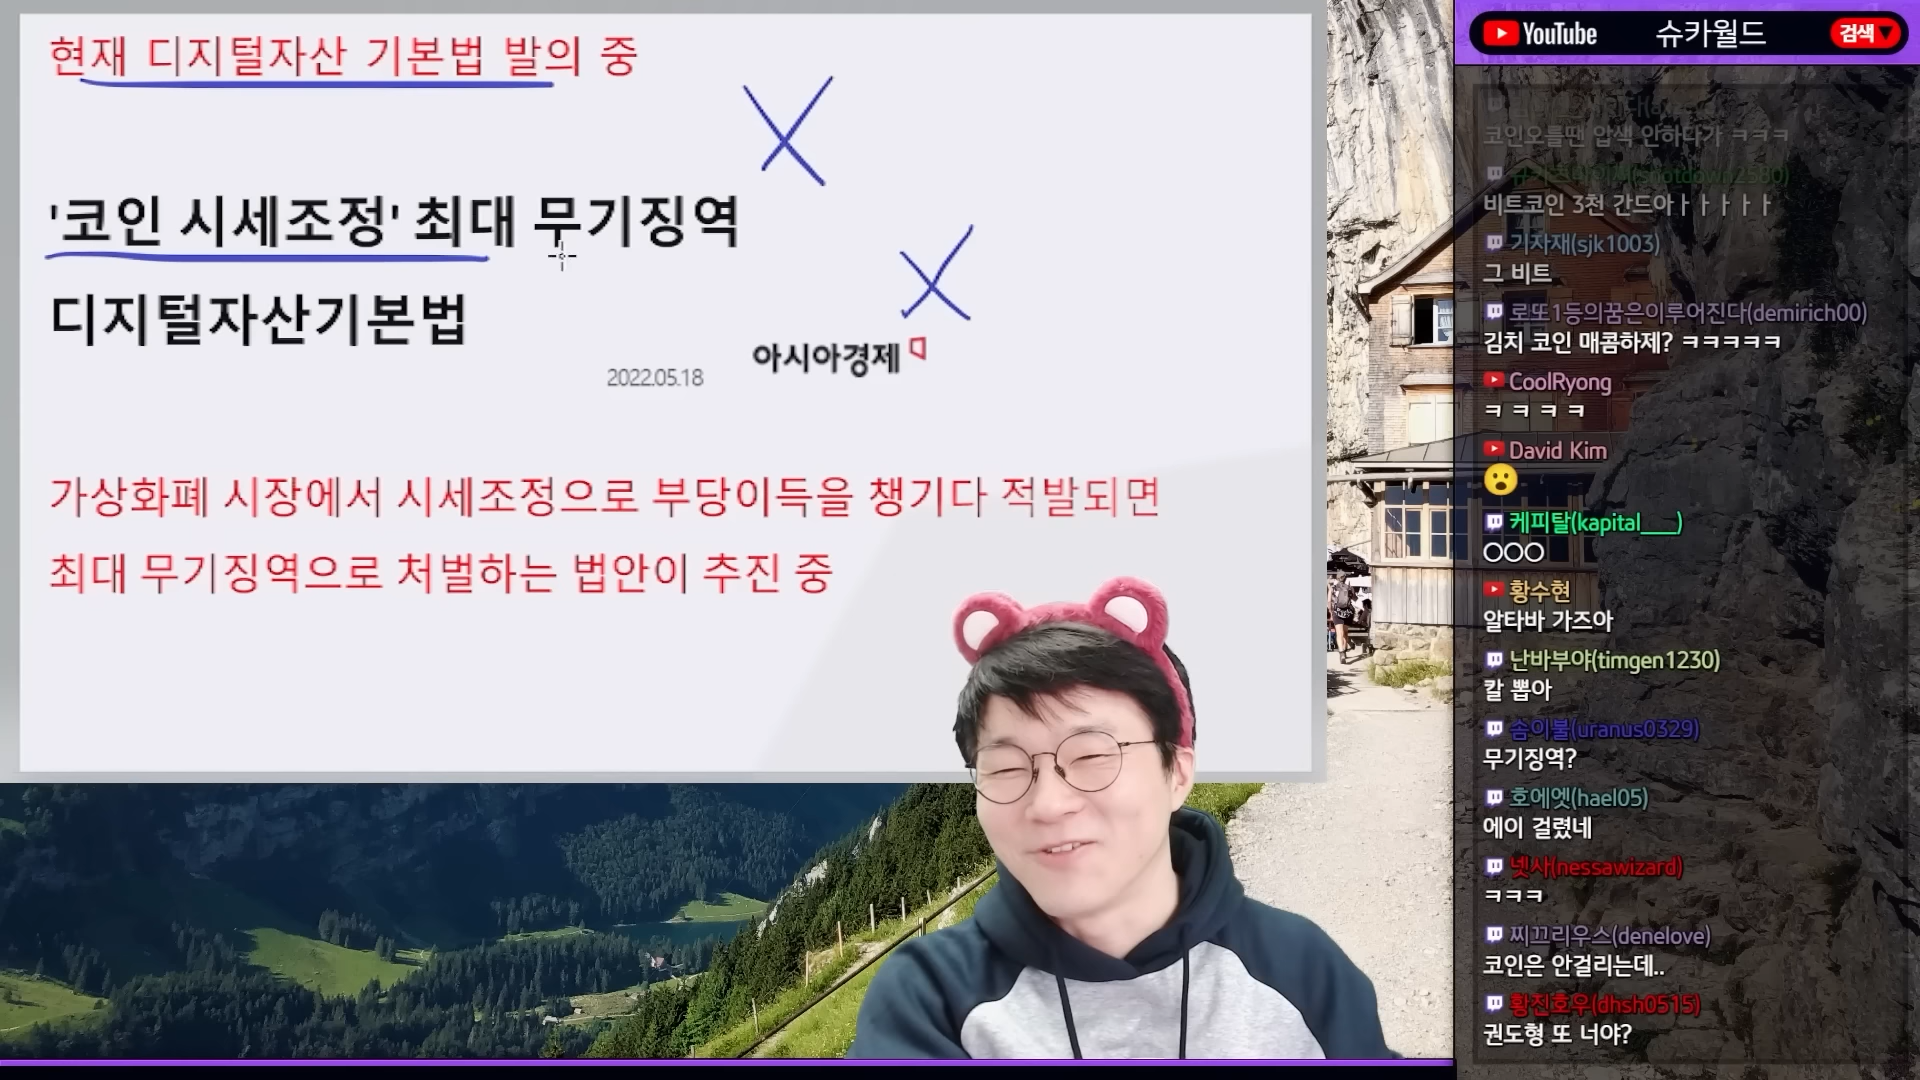 현재 디지털자산 기본법 발의 중
'코인 시세조정' 최대 무기징역
디지털자산기본법
2022.05.18
아시아경제
가상화폐 시장에서 시세조정으로 부당이득을 챙기다 적발되면
최대 무기징역으로 처벌하는 법안이 추진 중
YouTube 슈카월드 검색▼
코인오를땐 압색 안하다가 ㅋㅋㅋ
비트코인 3천 간드아ㅏㅏㅏㅏㅏ
기자재(sjk1003)
그 비트
로또1등의꿈은이루어진다(demirich00)
김치 코인 매콤하제? ㅋㅋㅋㅋㅋ
CoolRyong
ㅋㅋㅋㅋ
David Kim
케피탈(kapital___)
○○○
황수현
알타바 가즈아
난바부야(timgen1230)
칼 뽑아
솜이불(uranus0329)
무기징역?
호에엣(hael05)
에이 걸렸네
넷사(nessawizard)
ㅋㅋㅋ
찌끄리우스(denelove)
코인은 안걸리는데..
황진호우(dhsh0515)
권도형 또 너야?